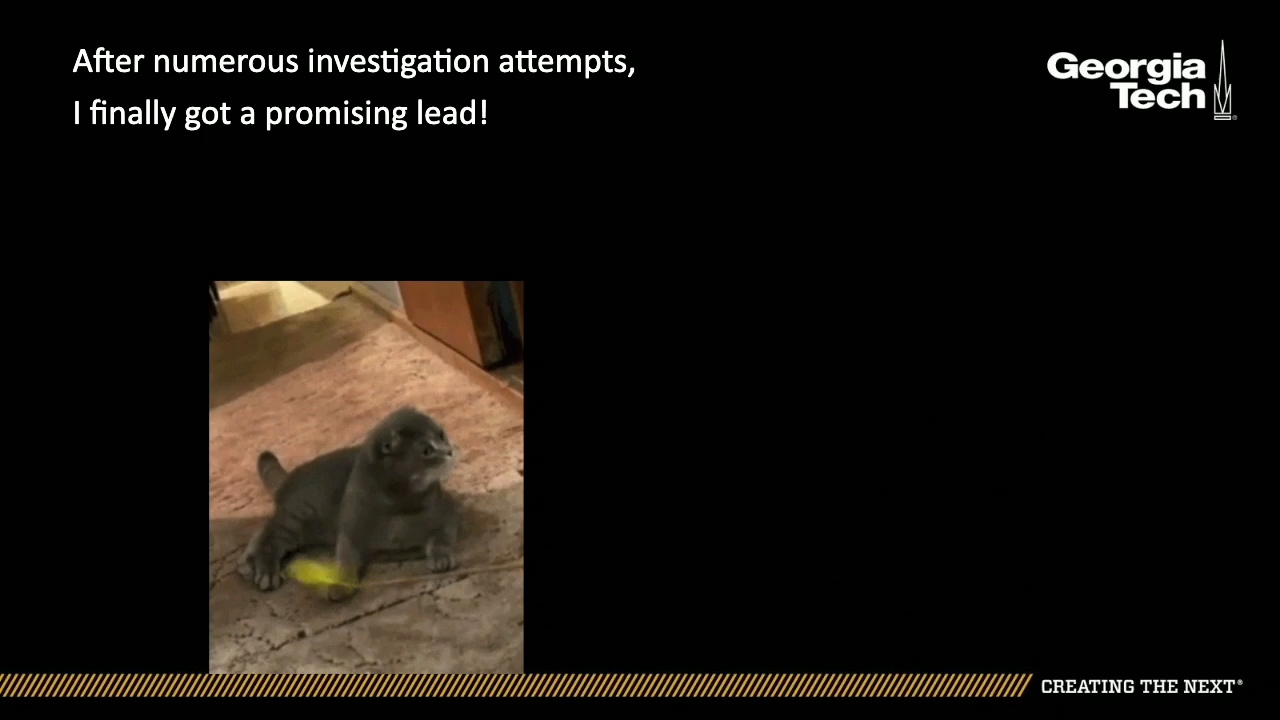 After numerous investigation attempts,
I finally got a promising lead!
Georgia
Tech
CREATING THE NEXT®